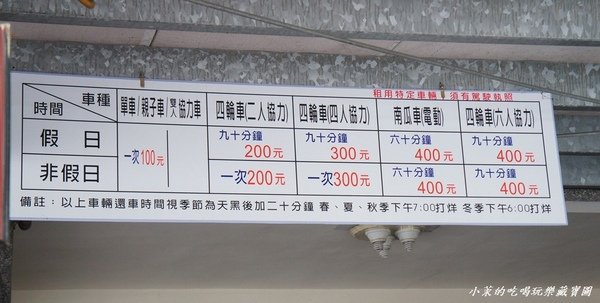 租用特定車輛，須有駕駛執照
車種 時間 單車/親子車/雙人協力車 四輪車(二人協力) 四輪車(四人協力) 南瓜車(電動) 四輪車(六人協力)
假日 九十分鐘 200元 九十分鐘 300元 六十分鐘 400元 九十分鐘 400元
一次100元
非假日 一次200元 一次300元 六十分鐘 400元 九十分鐘 400元
備註：以上車輛還車時間視季節為天黑後加二十分鐘 春、夏、秋季下午7:00打烊 冬季下午6:00打烊
小菜的吃喝玩樂藏寶圖